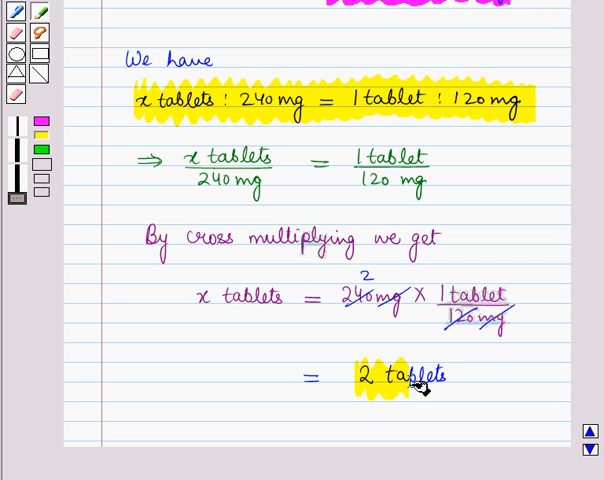 We have
x tablets : 240 mg = 1 tablet : 120 mg
⇒ x tablets / 240 mg = 1 tablet / 120 mg
By cross multiplying we get
x tablets = 240 mg × 1 tablet / 120 mg
2
= 2 tablets